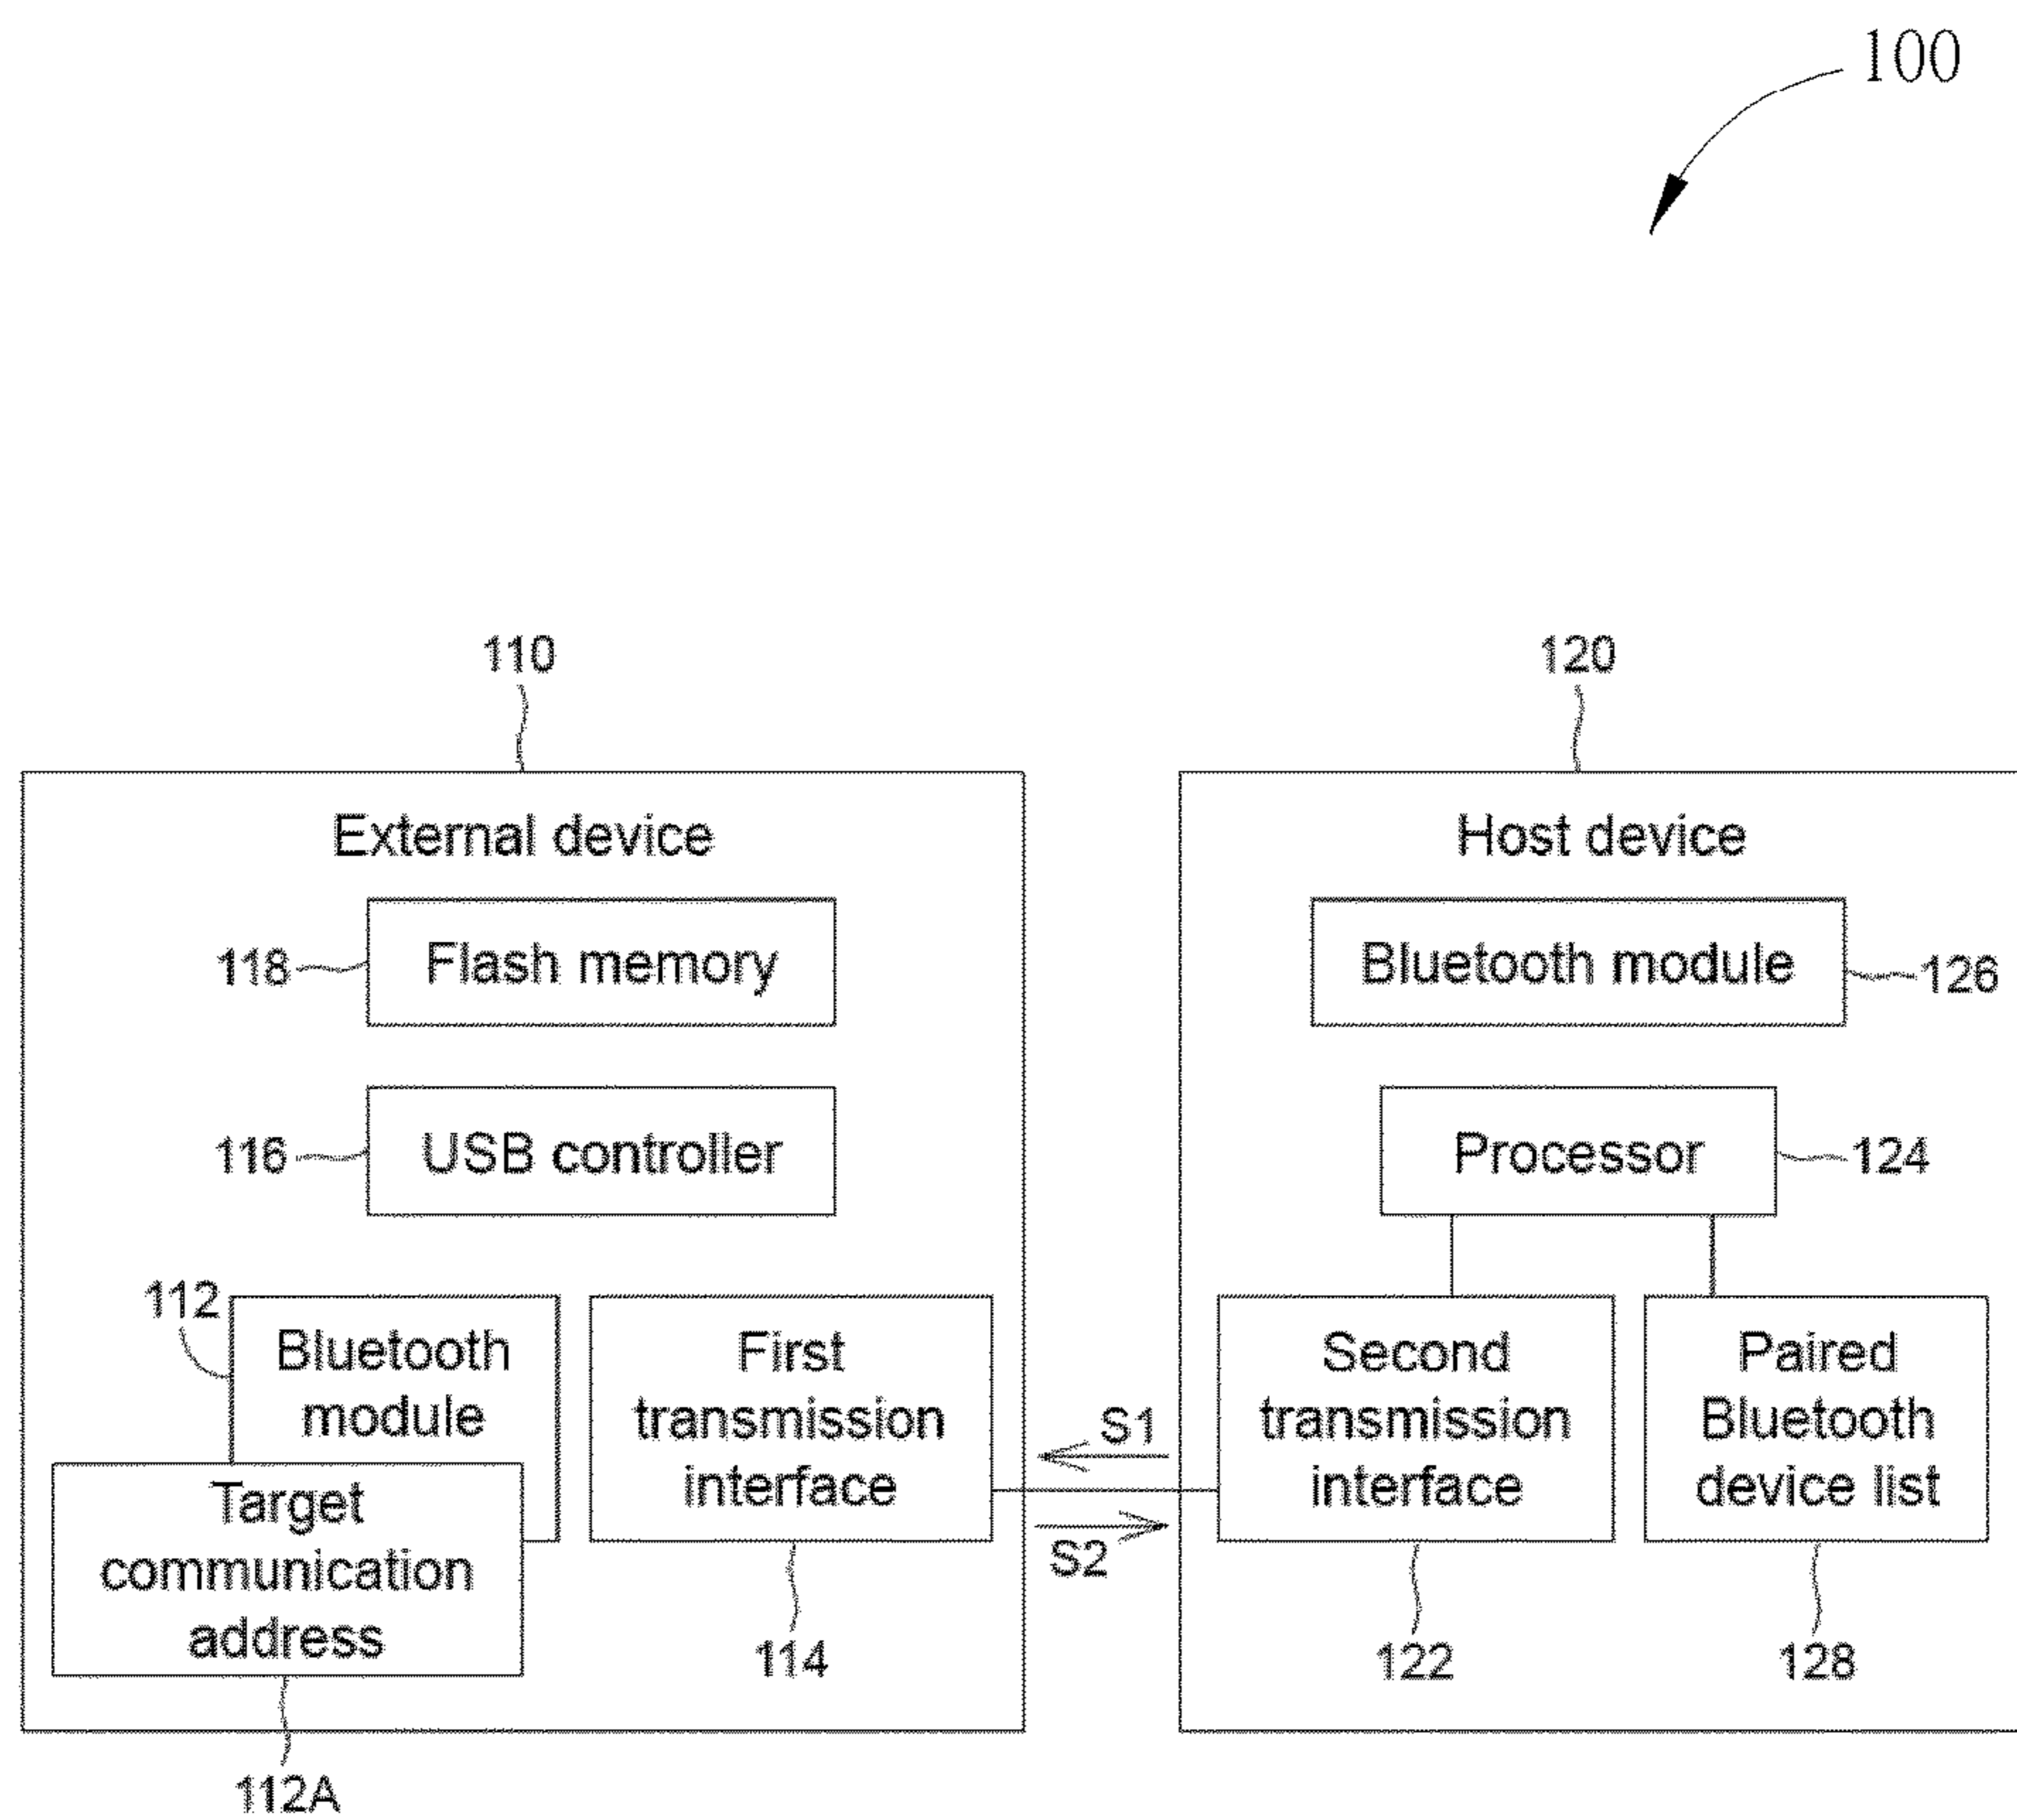 100
110
120
External device
Host device
118
Flash memory
Bluetooth module
126
116
USB controller
Processor
124
112
Bluetooth
module
First
transmission
interface
S1
S2
Second
transmission
interface
Paired
Bluetooth
device list
Target
communication
address
114
122
128
112A